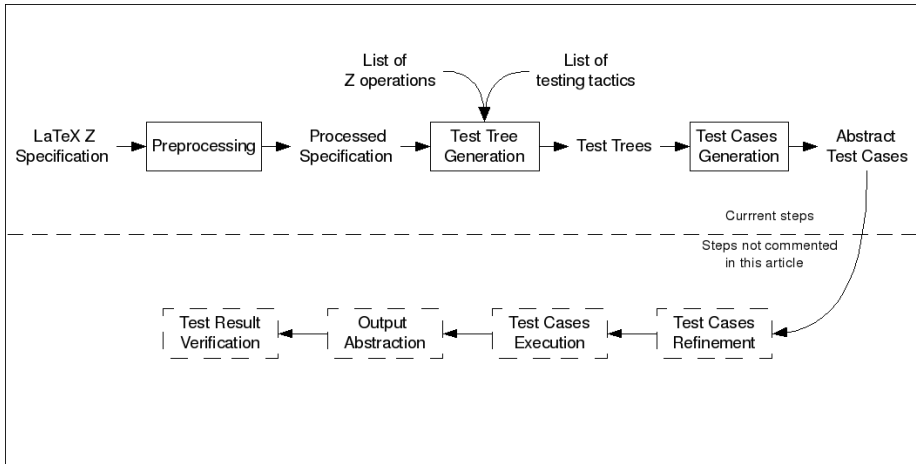 List of
Z operations
List of
testing tactics
LaTeX Z
Specification
Preprocessing
Processed
Specification
Test Tree
Generation
Test Trees
Test Cases
Generation
Abstract
Test Cases
Currrent steps
Steps not commented
in this article
Test Result
Verification
Output
Abstraction
Test Cases
Execution
Test Cases
Refinement